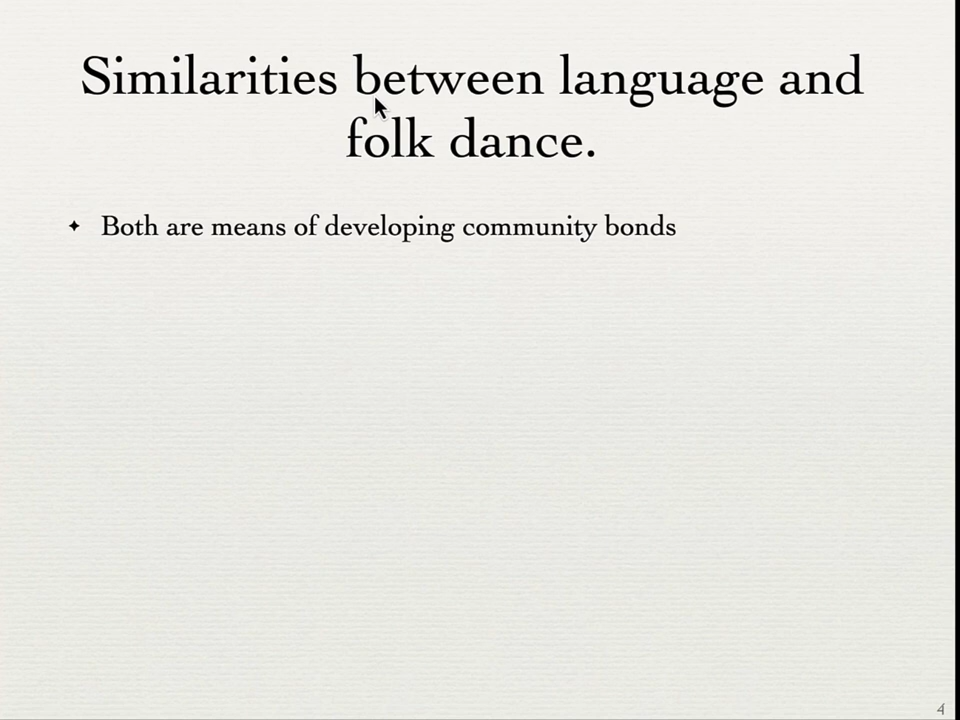 Similarities between language and
folk dance.
Both are means of developing community bonds
4